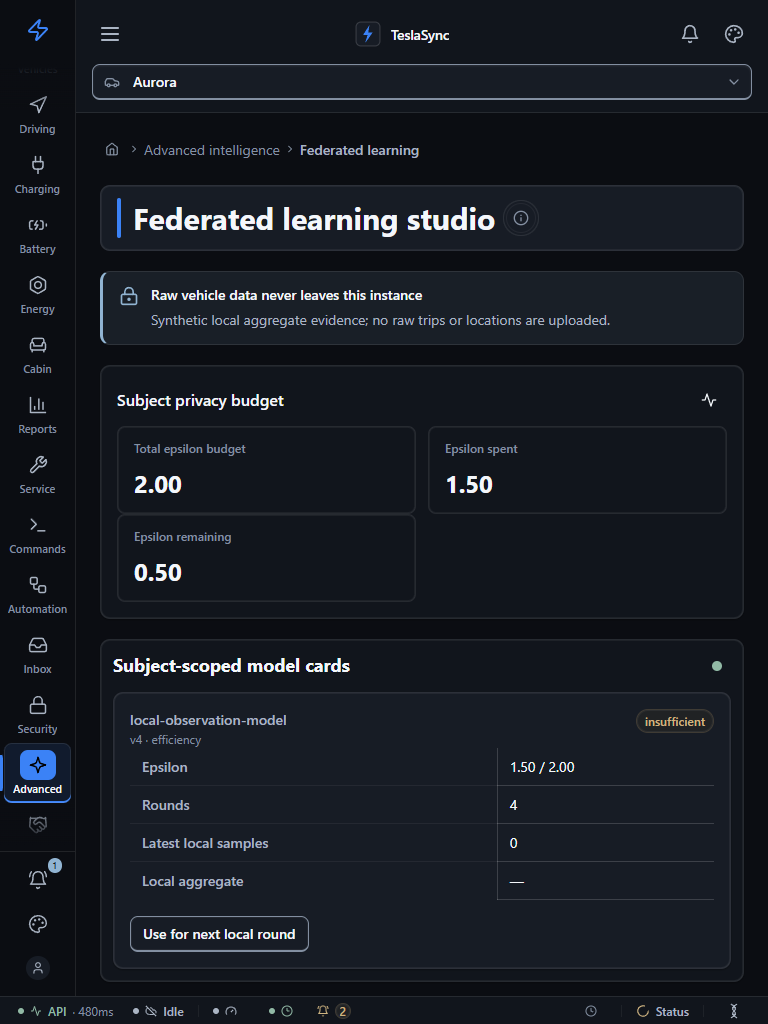 TeslaSync
Aurora
Driving
Charging
Battery
Energy
Cabin
Reports
Service
Commands
Automation
Inbox
Security
Advanced
1
Advanced intelligence > Federated learning
Federated learning studio
Raw vehicle data never leaves this instance
Synthetic local aggregate evidence; no raw trips or locations are uploaded.
Subject privacy budget
Total epsilon budget
2.00
Epsilon spent
1.50
Epsilon remaining
0.50
Subject-scoped model cards
local-observation-model
insufficient
v4 · efficiency
Epsilon 1.50 / 2.00
Rounds 4
Latest local samples 0
Local aggregate —
Use for next local round
API · 480ms Idle 2 Status